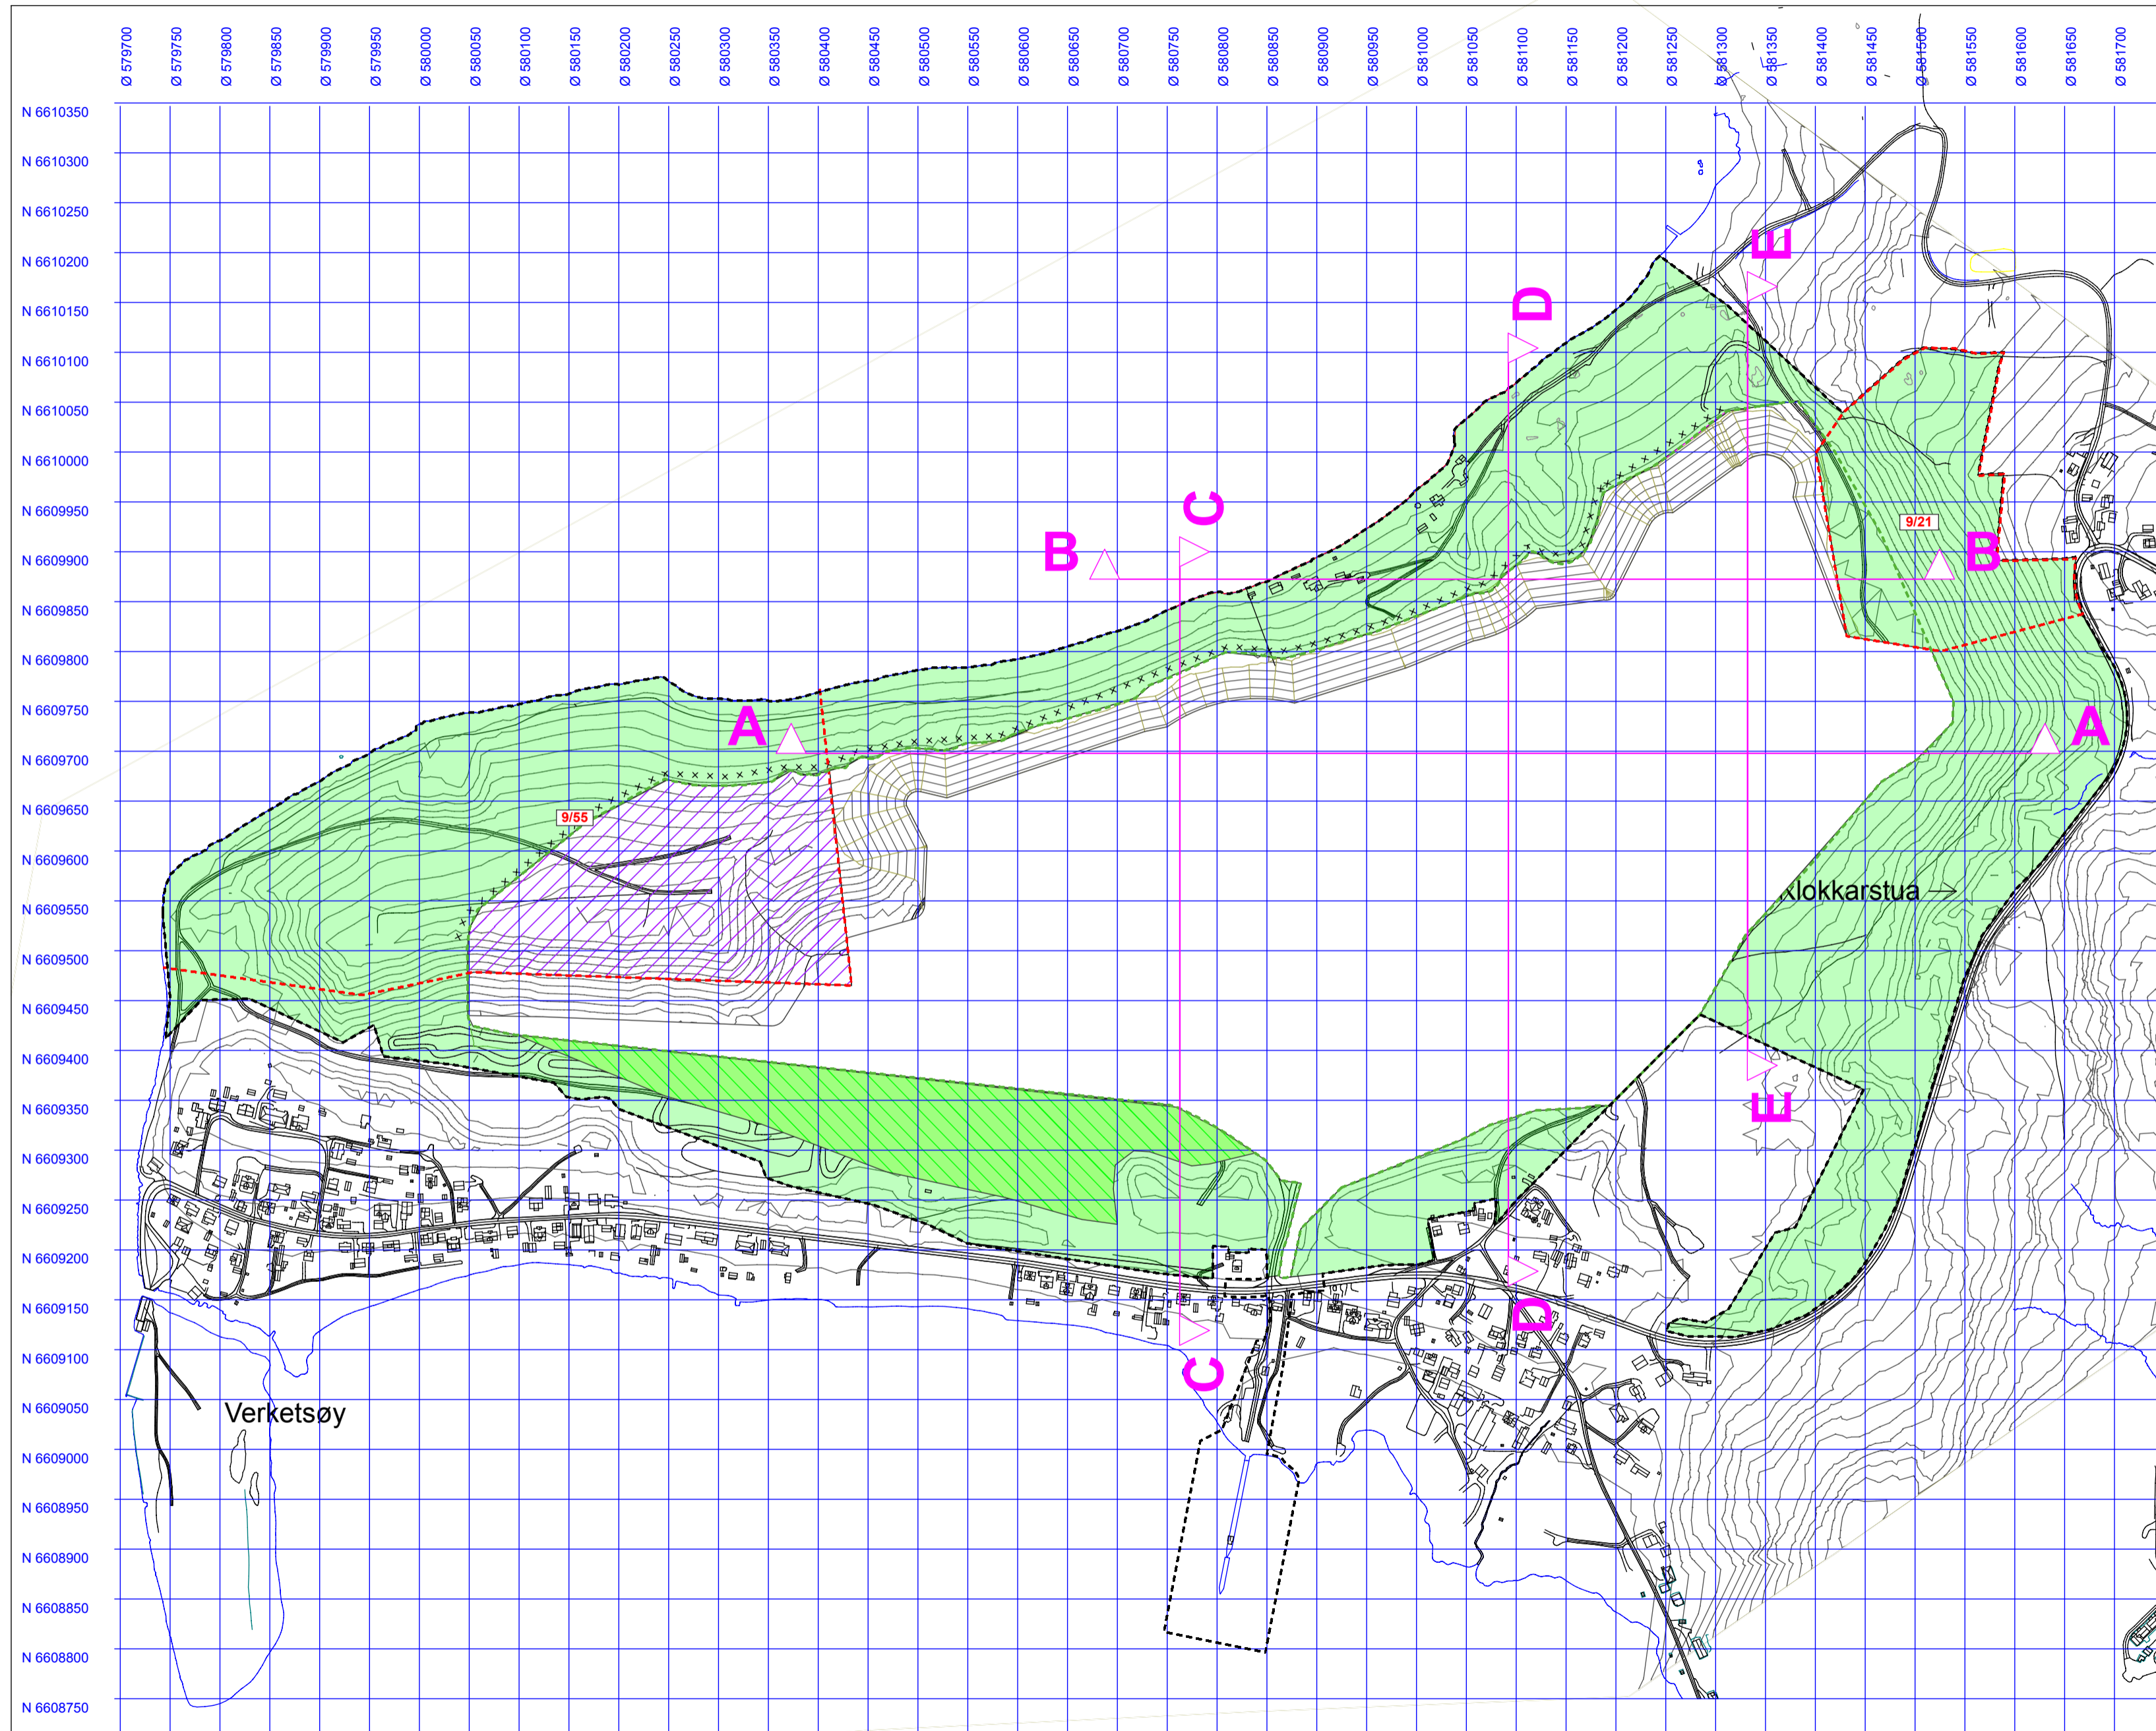 Ø 579700
Ø 579750
Ø 579800
Ø 579850
Ø 579900
Ø 579950
Ø 580000
Ø 580050
Ø 580100
Ø 580150
Ø 580200
Ø 580250
Ø 580300
Ø 580350
Ø 580400
Ø 580450
Ø 580500
Ø 580550
Ø 580600
Ø 580650
Ø 580700
Ø 580750
Ø 580800
Ø 580850
Ø 580900
Ø 580950
Ø 581000
Ø 581050
Ø 581100
Ø 581150
Ø 581200
Ø 581250
Ø 581300
Ø 581350
Ø 581400
Ø 581450
Ø 581500
Ø 581550
Ø 581600
Ø 581650
Ø 581700
N 6610350
N 6610300
N 6610250
N 6610200
E
N 6610150
D
N 6610100
N 6610050
N 6610000
N 6609950
C
9/21
N 6609900
B
B
N 6609850
N 6609800
N 6609750
A
A
N 6609700
N 6609650
9/55
N 6609600
N 6609550
klokkarstua
N 6609500
N 6609450
N 6609400
N 6609350
E
N 6609300
N 6609250
N 6609200
N 6609150
D
N 6609100
C
N 6609050
Verketsøy
N 6609000
N 6608950
N 6608900
N 6608850
N 6608800
N 6608750